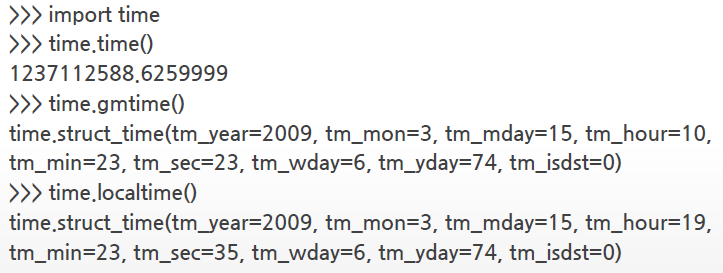 >>> import time
>>> time.time()
1237112588.6259999
>>> time.gmtime()
time.struct_time(tm_year=2009, tm_mon=3, tm_mday=15, tm_hour=10,
tm_min=23, tm_sec=23, tm_wday=6, tm_yday=74, tm_isdst=0)
>>> time.localtime()
time.struct_time(tm_year=2009, tm_mon=3, tm_mday=15, tm_hour=19,
tm_min=23, tm_sec=35, tm_wday=6, tm_yday=74, tm_isdst=0)